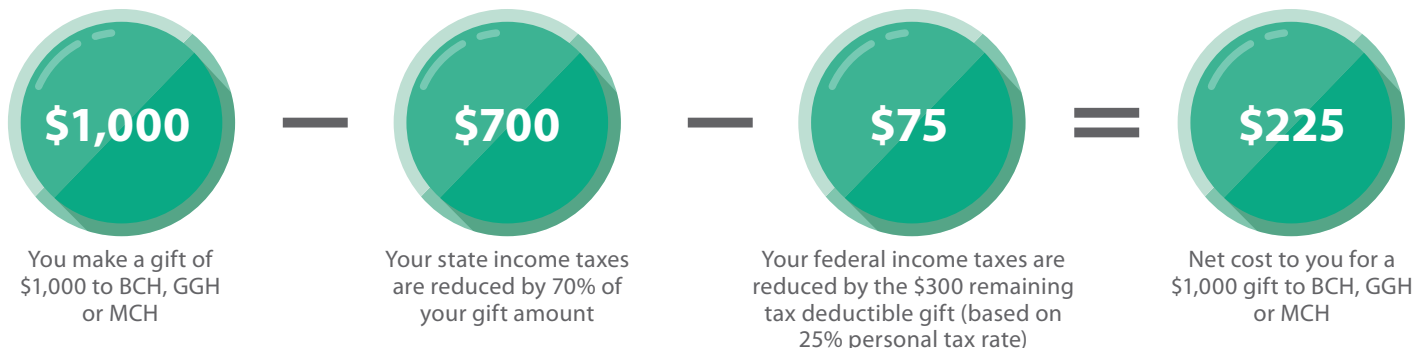 $1,000 — $700 — $75 = $225
You make a gift of
$1,000 to BCH, GGH
or MCH
Your state income taxes
are reduced by 70% of
your gift amount
Your federal income taxes are
reduced by the $300 remaining
tax deductible gift (based on
25% personal tax rate)
Net cost to you for a
$1,000 gift to BCH, GGH
or MCH